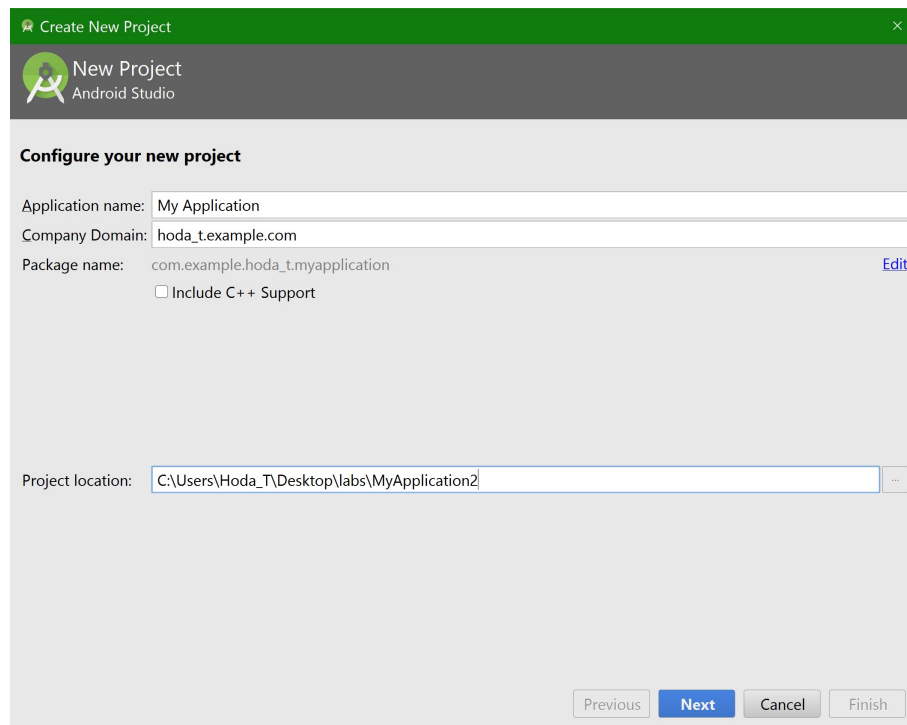 Create New Project
New Project
Android Studio
Configure your new project
Application name: My Application
Company Domain: hoda_t.example.com
Package name: com.example.hoda_t.myapplication Edit
Include C++ Support
Project location: C:\Users\Hoda_T\Desktop\labs\MyApplication2 ...
Previous Next Cancel Finish